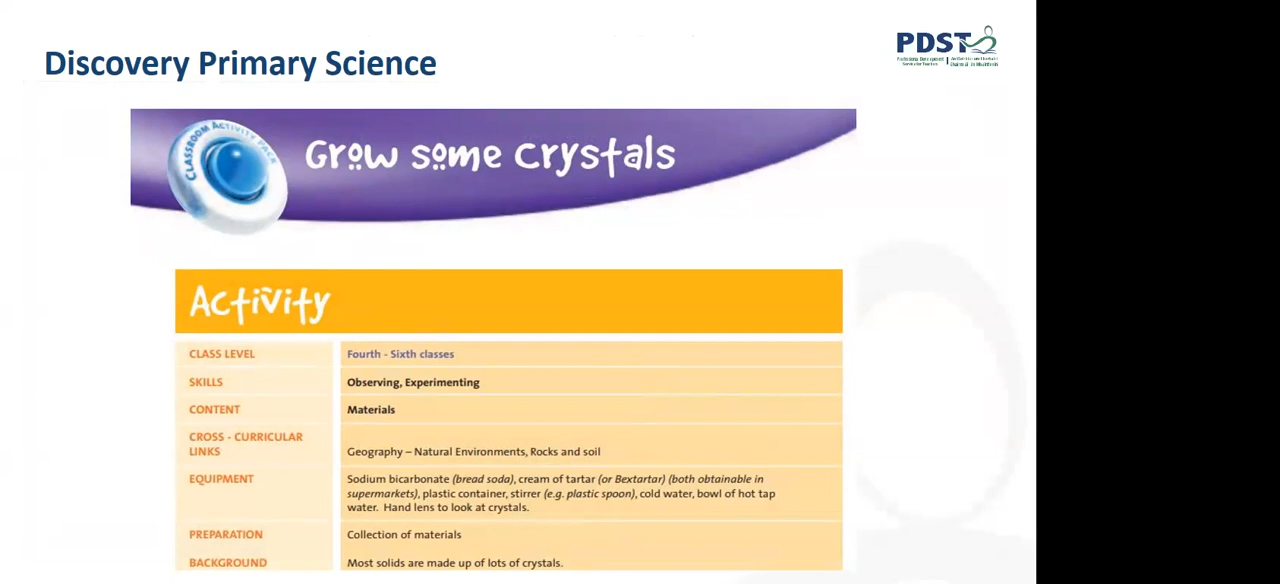 Discovery Primary Science
PDST
CLASSROOM ACTIVITY PACK
Grow some crystals
Activity
CLASS LEVEL
Fourth - Sixth classes
SKILLS
Observing, Experimenting
CONTENT
Materials
CROSS - CURRICULAR
LINKS
Geography – Natural Environments, Rocks and soil
EQUIPMENT
Sodium bicarbonate (bread soda), cream of tartar (or Bextartar) (both obtainable in
supermarkets), plastic container, stirrer (e.g. plastic spoon), cold water, bowl of hot tap
water. Hand lens to look at crystals.
PREPARATION
Collection of materials
BACKGROUND
Most solids are made up of lots of crystals.